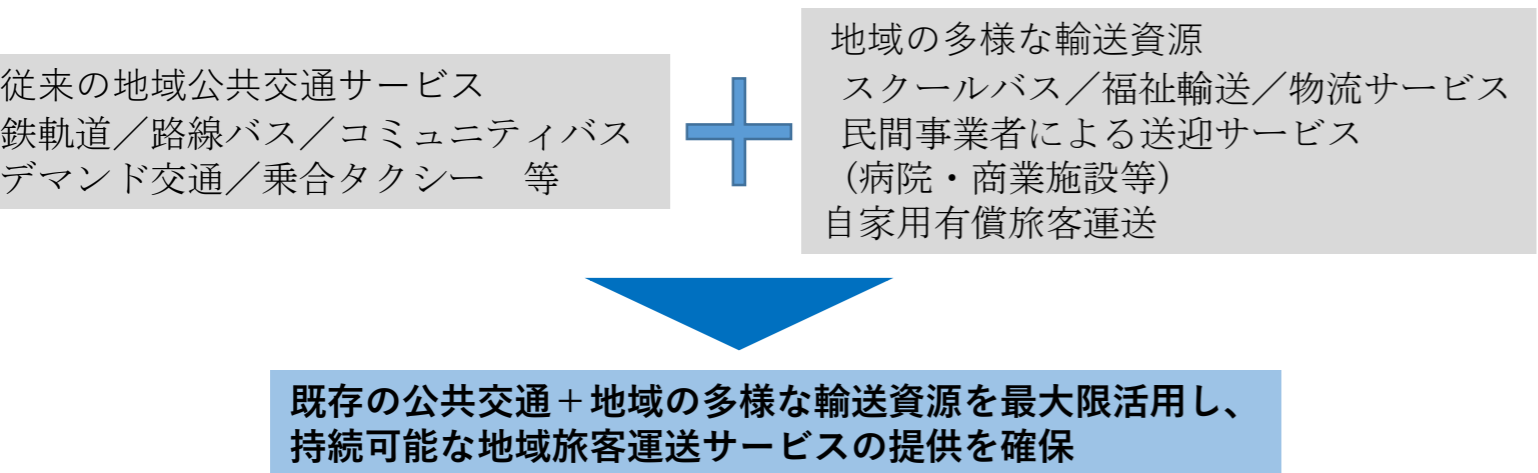 従来の地域公共交通サービス
鉄軌道／路線バス／コミュニティバス
デマンド交通／乗合タクシー　等
地域の多様な輸送資源
スクールバス／福祉輸送／物流サービス
民間事業者による送迎サービス
（病院・商業施設等）
自家用有償旅客運送
既存の公共交通＋地域の多様な輸送資源を最大限活用し、
持続可能な地域旅客運送サービスの提供を確保